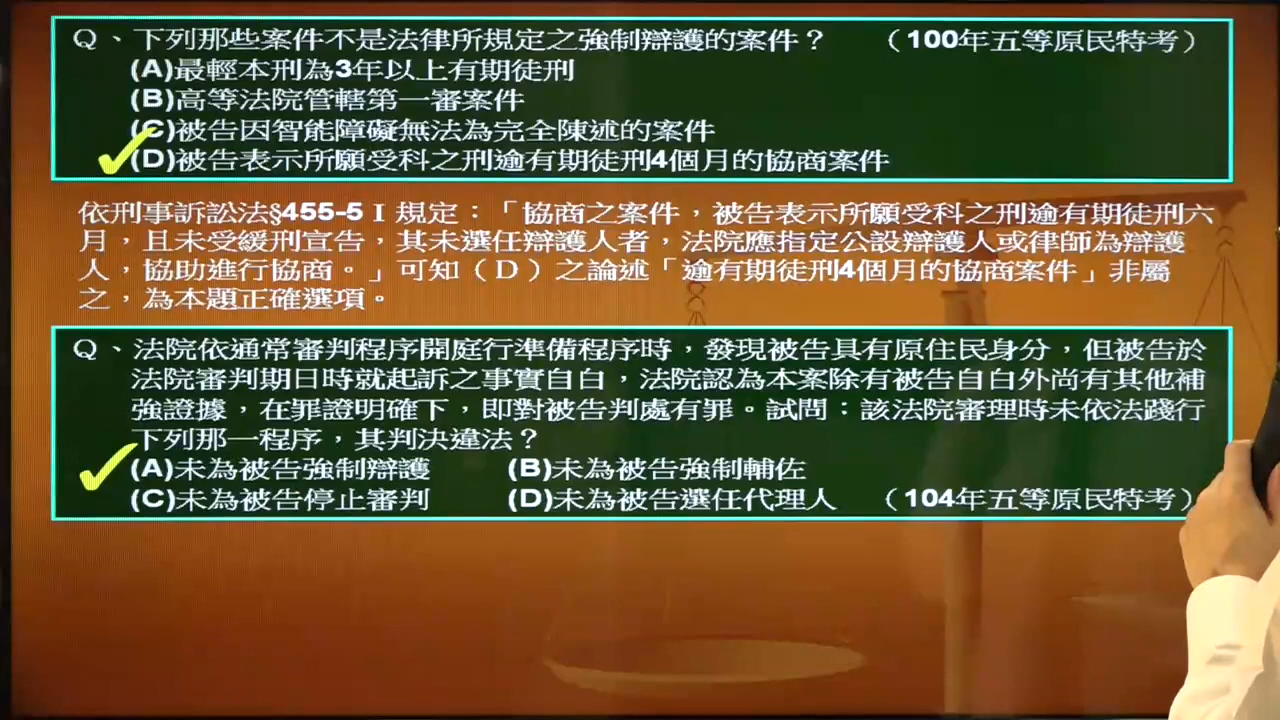 Q、下列那些案件不是法律所規定之強制辯護的案件？　（100年五等原民特考）
(A)最輕本刑為3年以上有期徒刑
(B)高等法院管轄第一審案件
(C)被告因智能障礙無法為完全陳述的案件
(D)被告表示所願受科之刑逾有期徒刑4個月的協商案件
依刑事訴訟法§455-5Ⅰ規定：「協商之案件，被告表示所願受科之刑逾有期徒刑六
月，且未受緩刑宣告，其未選任辯護人者，法院應指定公設辯護人或律師為辯護
人，協助進行協商。」可知（D）之論述「逾有期徒刑4個月的協商案件」非屬
之，為本題正確選項。
Q、法院依通常審判程序開庭行準備程序時，發現被告具有原住民身分，但被告於
法院審判期日時就起訴之事實自白，法院認為本案除有被告自白外尚有其他補
強證據，在罪證明確下，即對被告判處有罪。試問：該法院審理時未依法踐行
下列那一程序，其判決違法？
(A)未為被告強制辯護　(B)未為被告強制輔佐
(C)未為被告停止審判　(D)未為被告選任代理人　（104年五等原民特考）